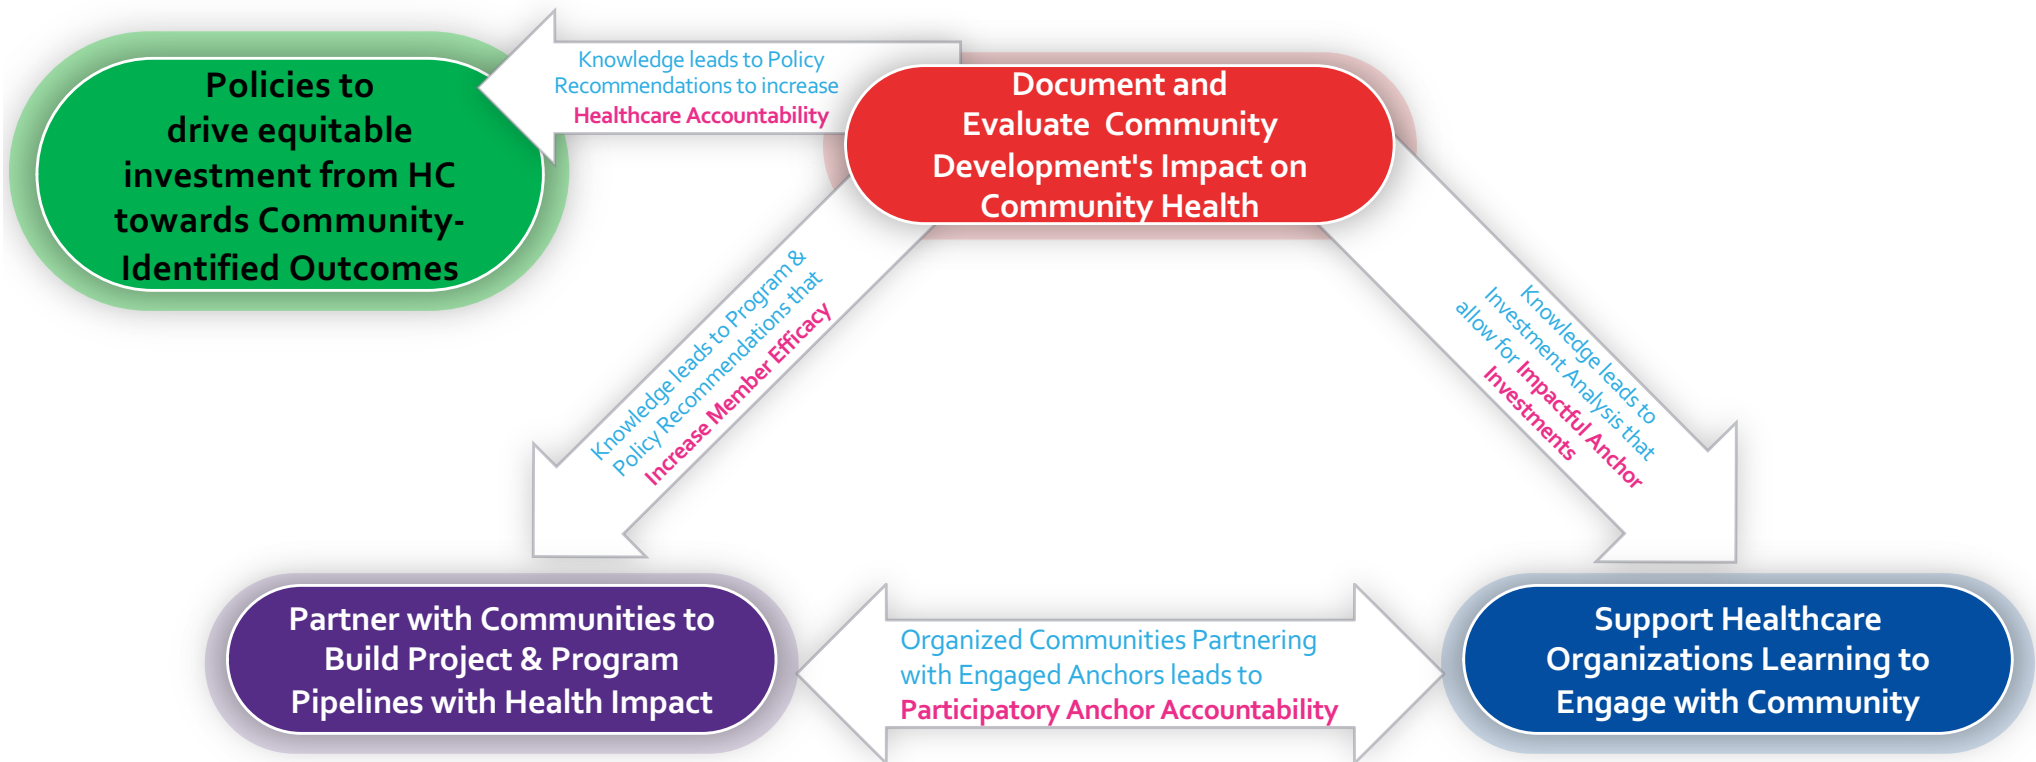 Policies to
drive equitable
investment from HC
towards Community-
Identified Outcomes
Knowledge leads to Policy
Recommendations to increase
Healthcare Accountability
Document and
Evaluate Community
Development's Impact on
Community Health
Knowledge leads to Program &
Policy Recommendations that
Increase Member Efficacy
Knowledge leads to
Investment Analysis that
allow for Impactful Anchor
Investments
Partner with Communities to
Build Project & Program
Pipelines with Health Impact
Organized Communities Partnering
with Engaged Anchors leads to
Participatory Anchor Accountability
Support Healthcare
Organizations Learning to
Engage with Community